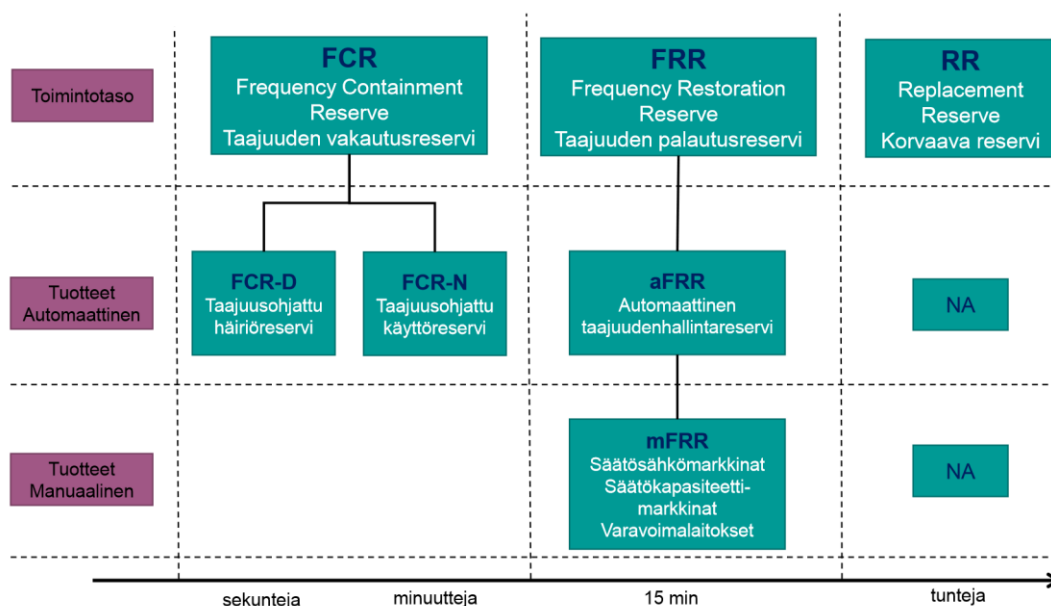 Toimintotaso
FCR
Frequency Containment
Reserve
Taajuuden vakautusreservi
FRR
Frequency Restoration
Reserve
Taajuuden palautusreservi
RR
Replacement
Reserve
Korvaava reservi
Tuotteet
Automaattinen
FCR-D
Taajuusohjattu
häiriöreservi
FCR-N
Taajuusohjattu
käyttöreservi
aFRR
Automaattinen
taajuudenhallintareservi
NA
Tuotteet
Manuaalinen
mFRR
Säätösähkömarkkinat
Säätökapasiteetti-
markkinat
Varavoimalaitokset
NA
sekunteja
minuutteja
15 min
tunteja